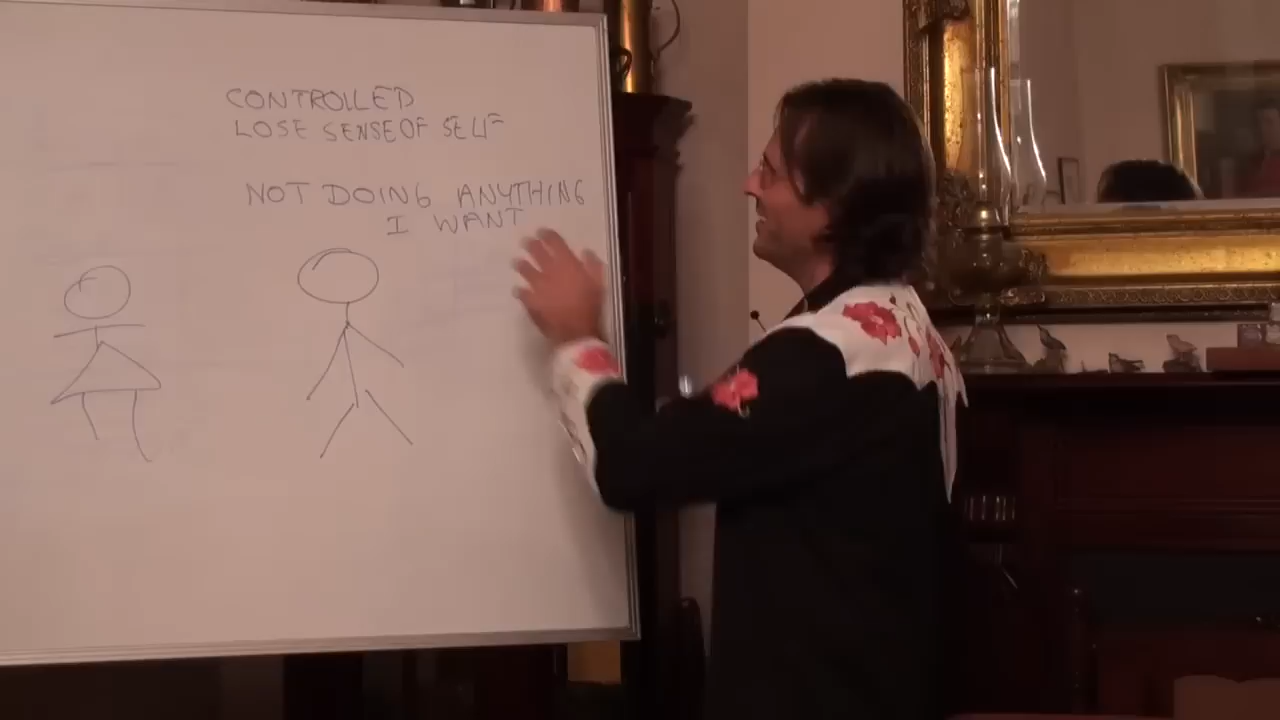 CONTROLLED
LOSE SENSE OF SELF
NOT DOING ANYTHING
I WANT